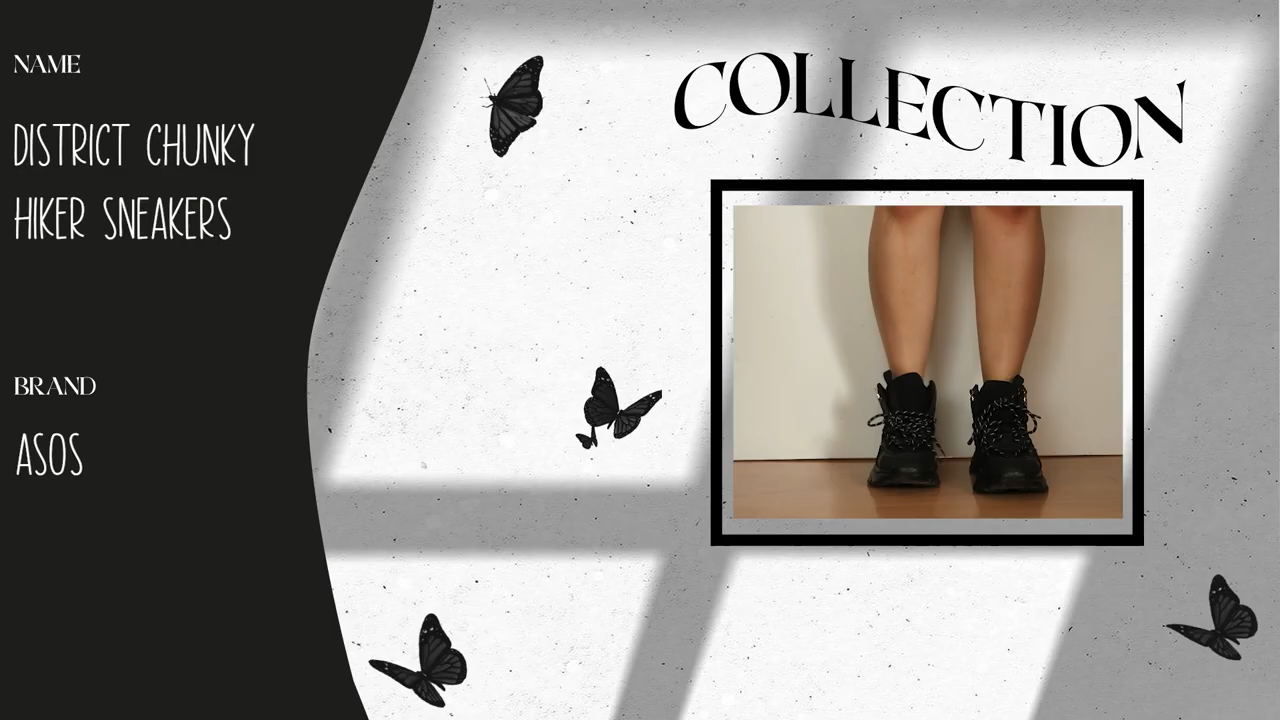 NAME
DISTRICT CHUNKY
HIKER SNEAKERS
BRAND
ASOS
COLLECTION